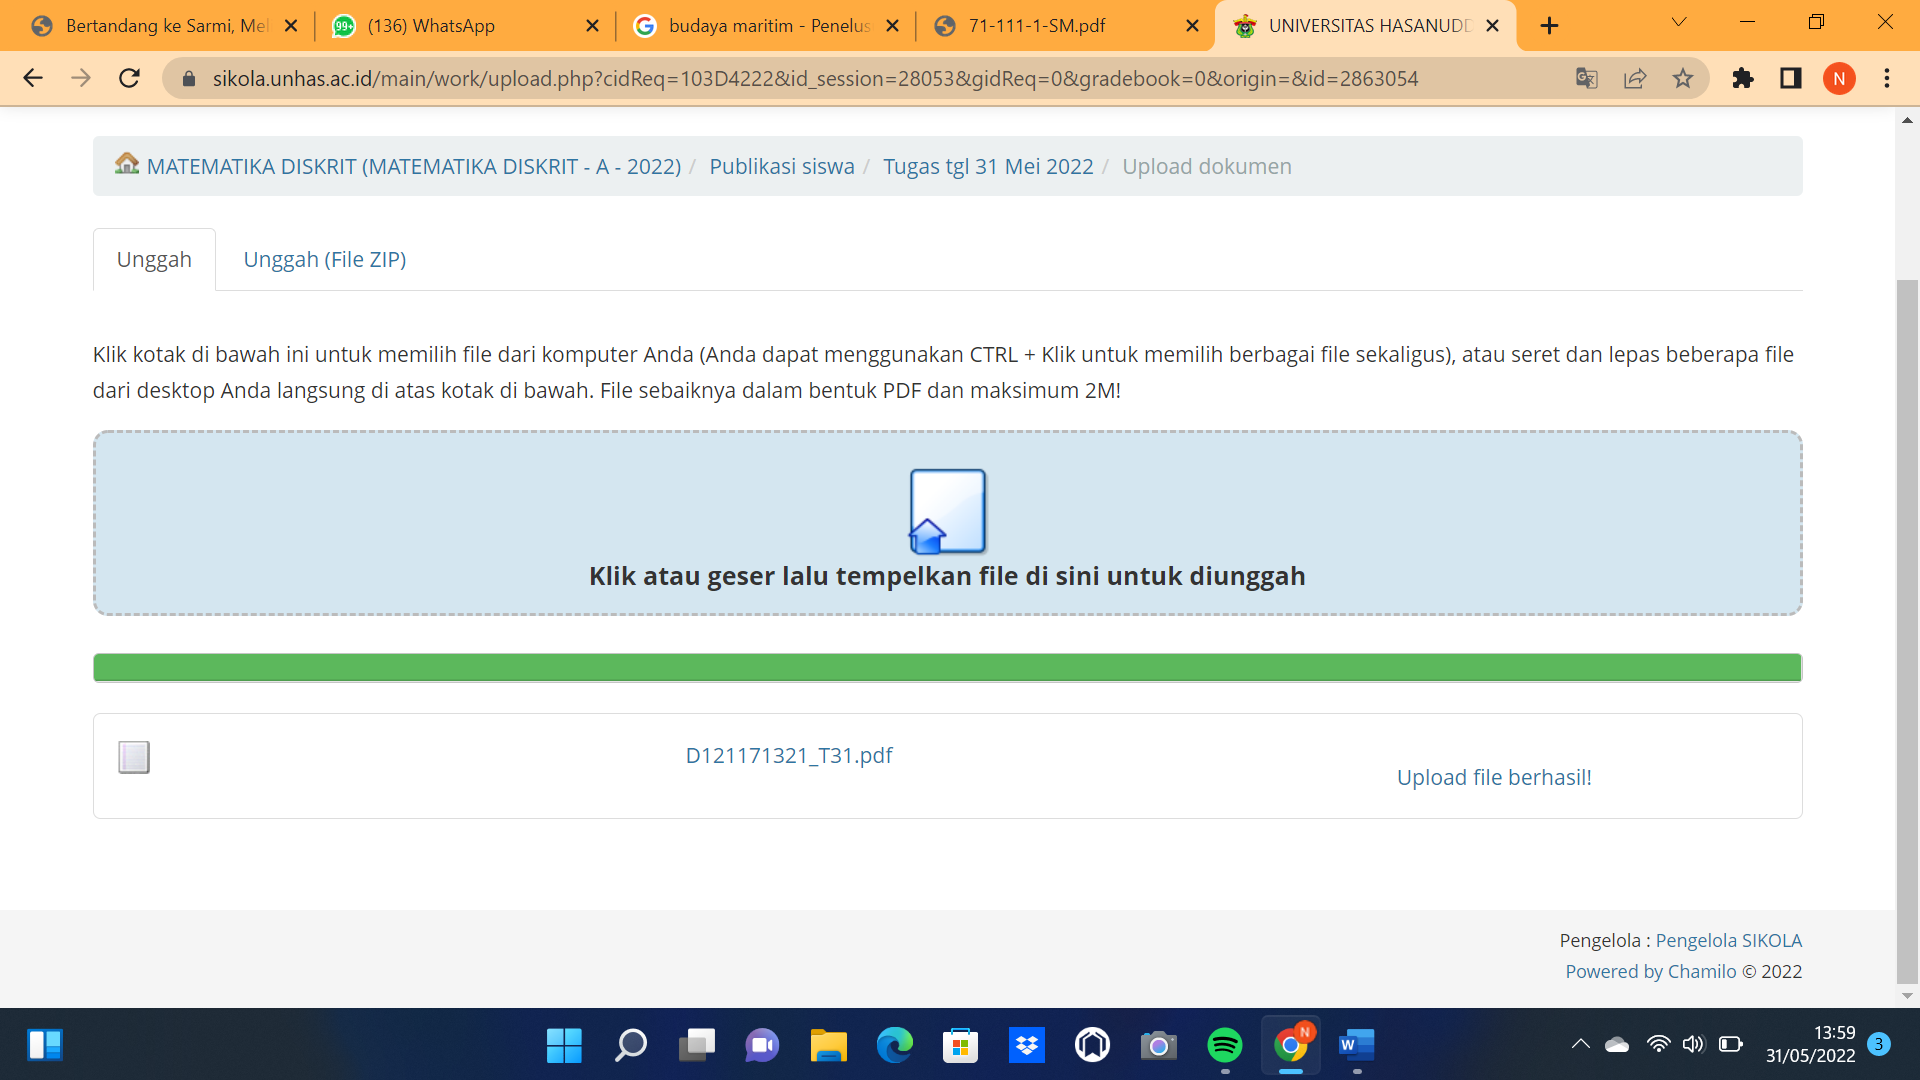 Bertandang ke Sarmi, Mel
99+ (136) WhatsApp
budaya maritim - Penelus
71-111-1-SM.pdf
UNIVERSITAS HASANUDD
sikola.unhas.ac.id/main/work/upload.php?cidReq=103D4222&id_session=28053&gidReq=0&gradebook=0&origin=&id=2863054
N
MATEMATIKA DISKRIT (MATEMATIKA DISKRIT - A - 2022) / Publikasi siswa / Tugas tgl 31 Mei 2022 / Upload dokumen
Unggah
Unggah (File ZIP)
Klik kotak di bawah ini untuk memilih file dari komputer Anda (Anda dapat menggunakan CTRL + Klik untuk memilih berbagai file sekaligus), atau seret dan lepas beberapa file
dari desktop Anda langsung di atas kotak di bawah. File sebaiknya dalam bentuk PDF dan maksimum 2M!
Klik atau geser lalu tempelkan file di sini untuk diunggah
D121171321_T31.pdf
Upload file berhasil!
Pengelola : Pengelola SIKOLA
Powered by Chamilo © 2022
N
W
13:59
31/05/2022
3